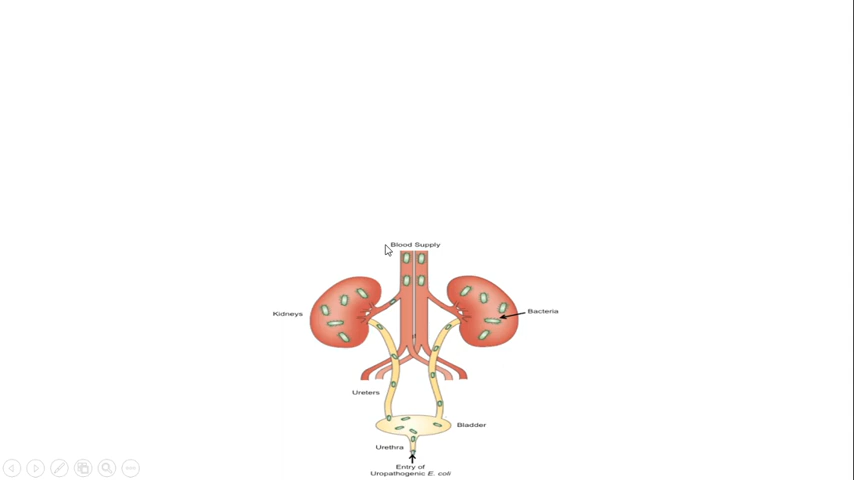 Blood Supply
Kidneys
Bacteria
Ureters
Bladder
Urethra
Entry of
Uropathogenic E. coli